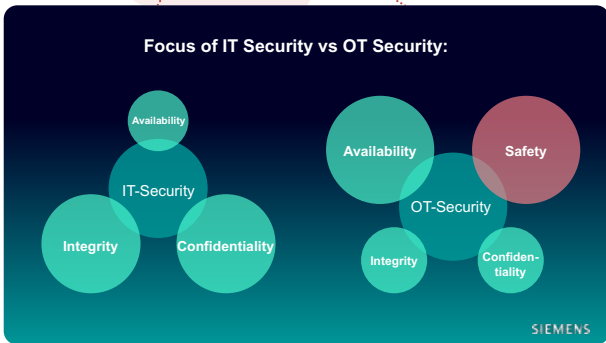 Focus of IT Security vs OT Security:
Availability
IT-Security
Integrity
Confidentiality
Availability
Safety
OT-Security
Integrity
Confiden-
tiality
SIEMENS